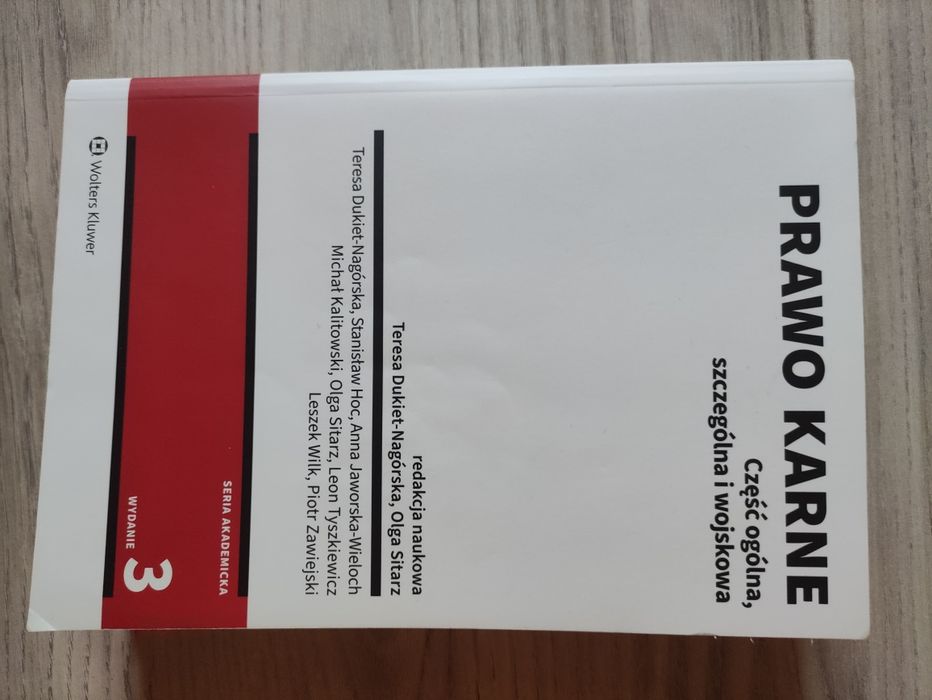 PRAWO KARNE
Część ogólna,
szczególna i wojskowa
redakcja naukowa
Teresa Dukiet-Nagórska, Olga Sitarz
Teresa Dukiet-Nagórska, Stanisław Hoc, Anna Jaworska-Wieloch
Michał Kalitowski, Olga Sitarz, Leon Tyszkiewicz
Leszek Wilk, Piotr Zawiejski
SERIA AKADEMICKA
WYDANIE 3
Wolters Kluwer